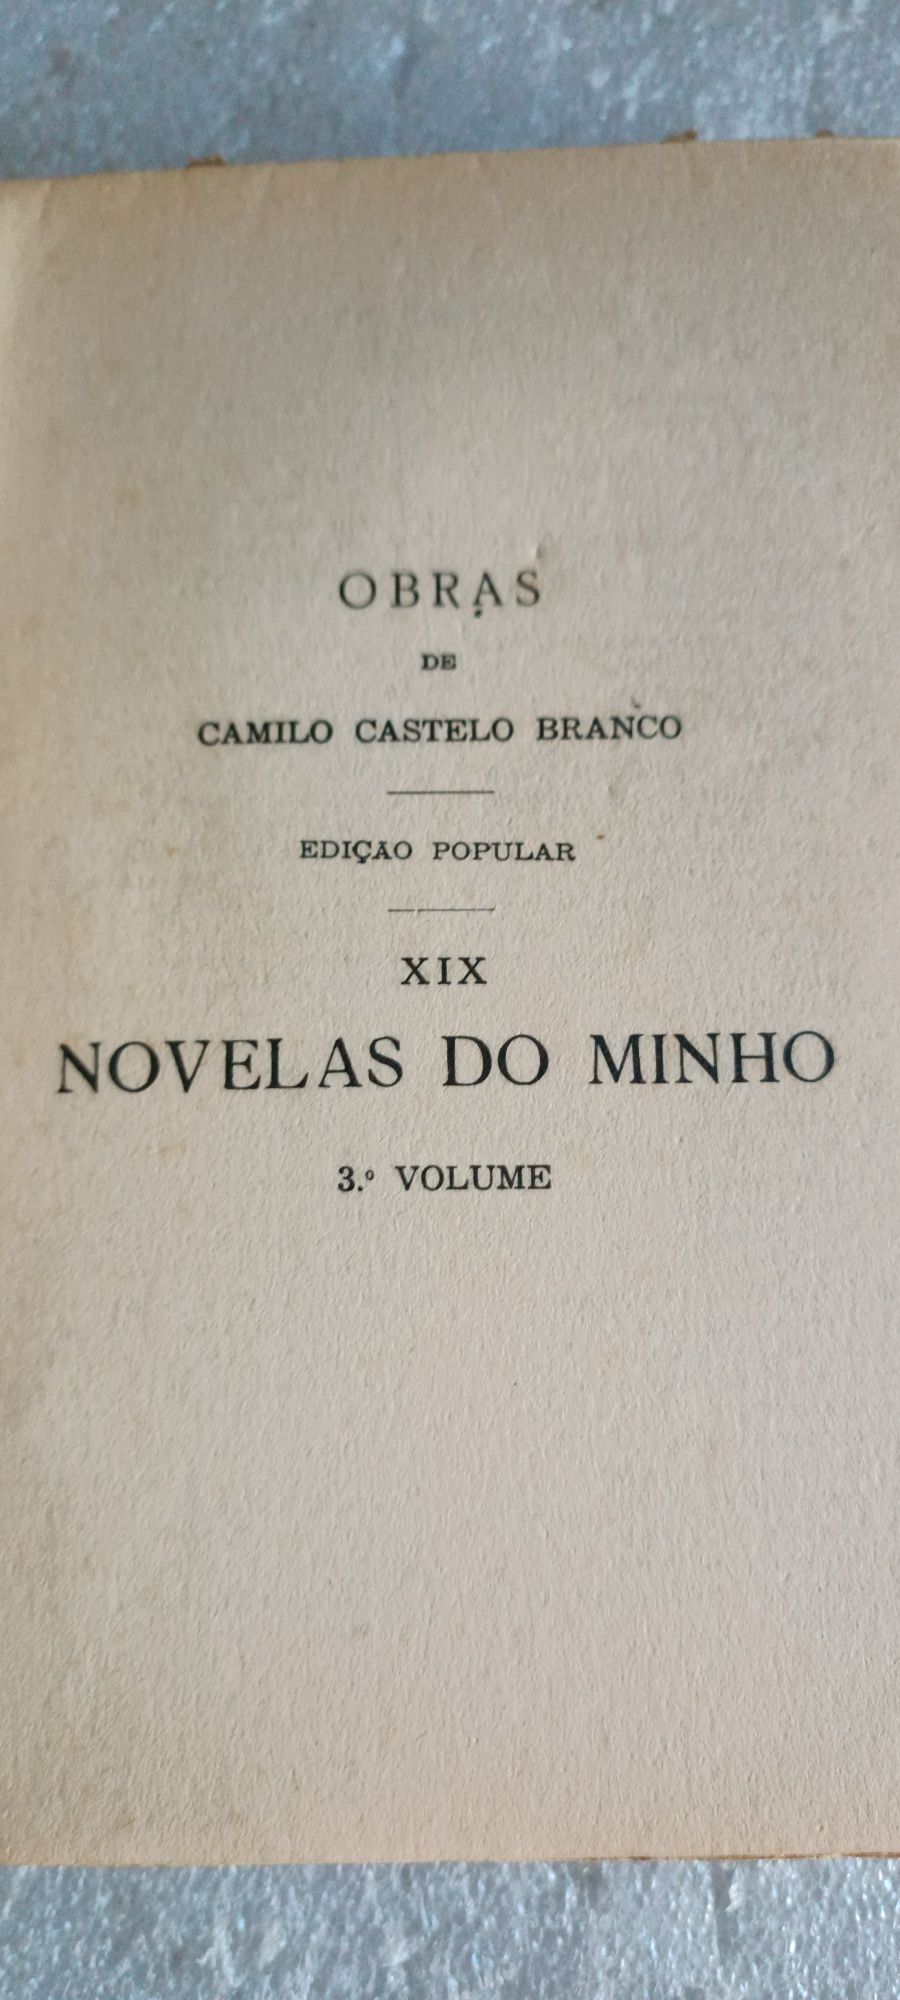 OBRAS
DE
CAMILO CASTELO BRANCO
EDIÇÃO POPULAR
XIX
NOVELAS DO MINHO
3.º VOLUME